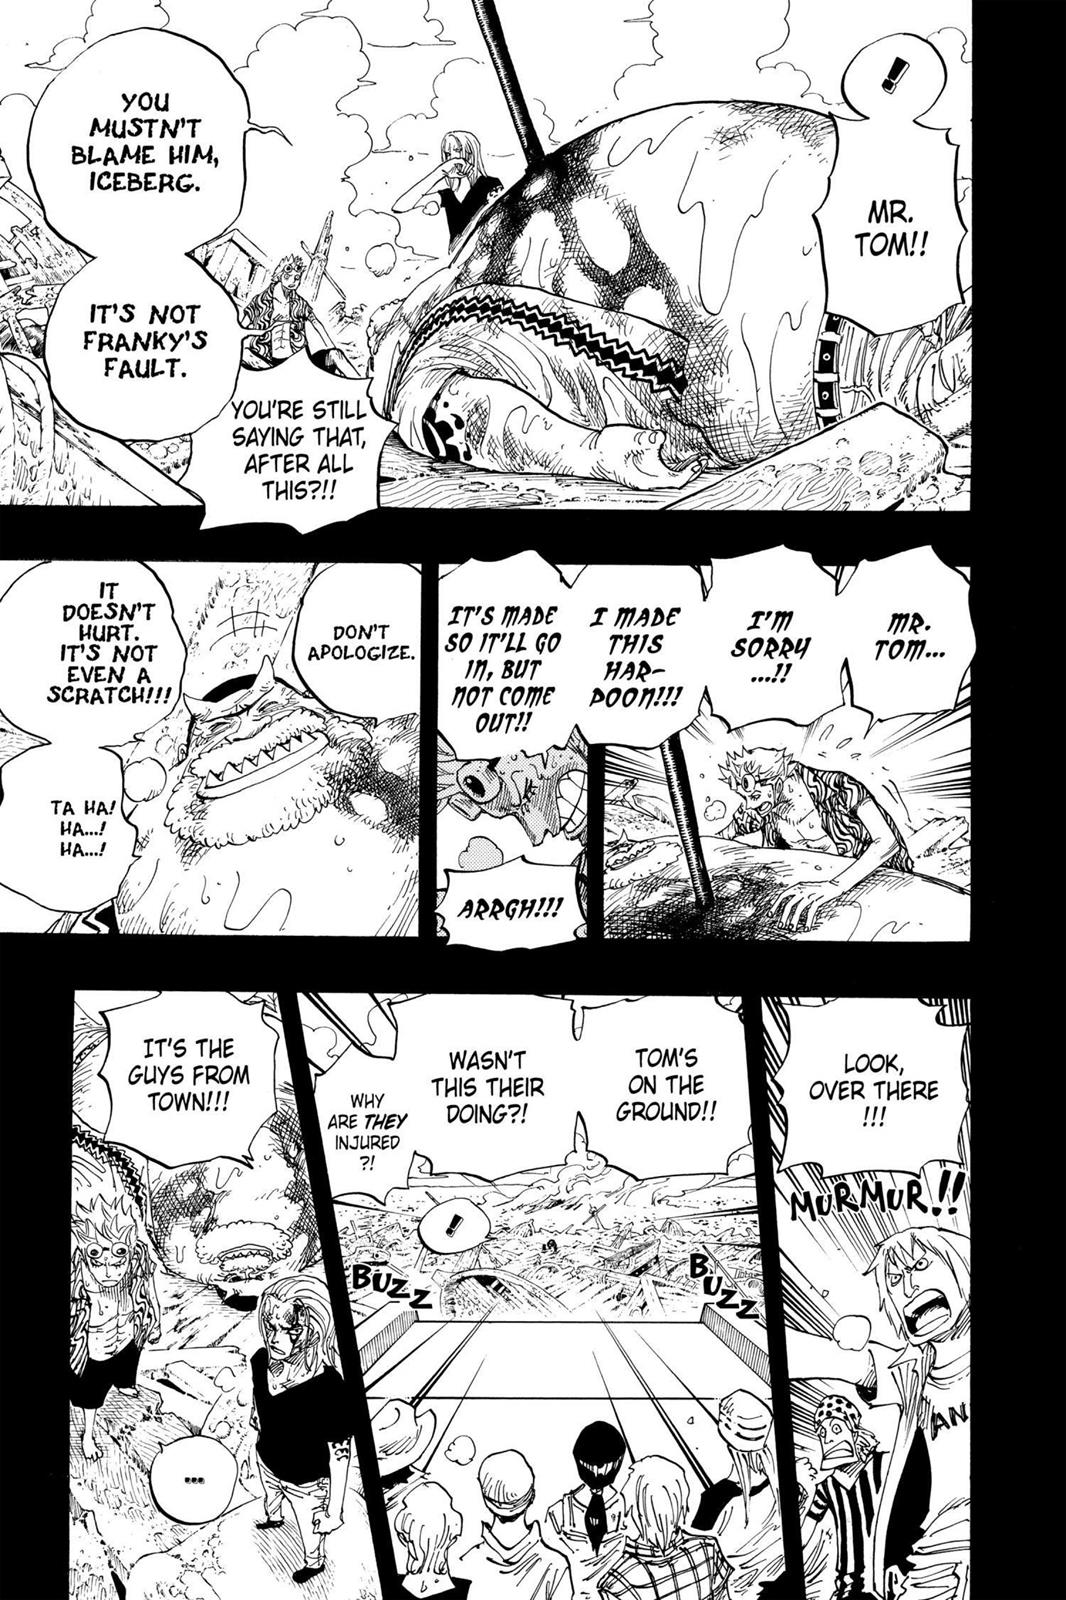 !
MR.
TOM!!
YOU
MUSTN'T
BLAME HIM,
ICEBERG.
IT'S NOT
FRANKY'S
FAULT.
YOU'RE STILL
SAYING THAT,
AFTER ALL
THIS?!!
MR.
TOM...
I'M
SORRY
...!!
I MADE
THIS
HAR-
POON!!!
IT'S MADE
SO IT'LL GO
IN, BUT
NOT COME
OUT!!
ARRGH!!!
DON'T
APOLOGIZE.
IT
DOESN'T
HURT.
IT'S NOT
EVEN A
SCRATCH!!!
TA HA!
HA...!
HA...!
LOOK,
OVER THERE
!!!
MURMUR!!
AN
TOM'S
ON THE
GROUND!!
WASN'T
THIS THEIR
DOING?!
WHY
ARE THEY
INJURED
?!
!
BUZZ
BUZZ
IT'S THE
GUYS FROM
TOWN!!!
...